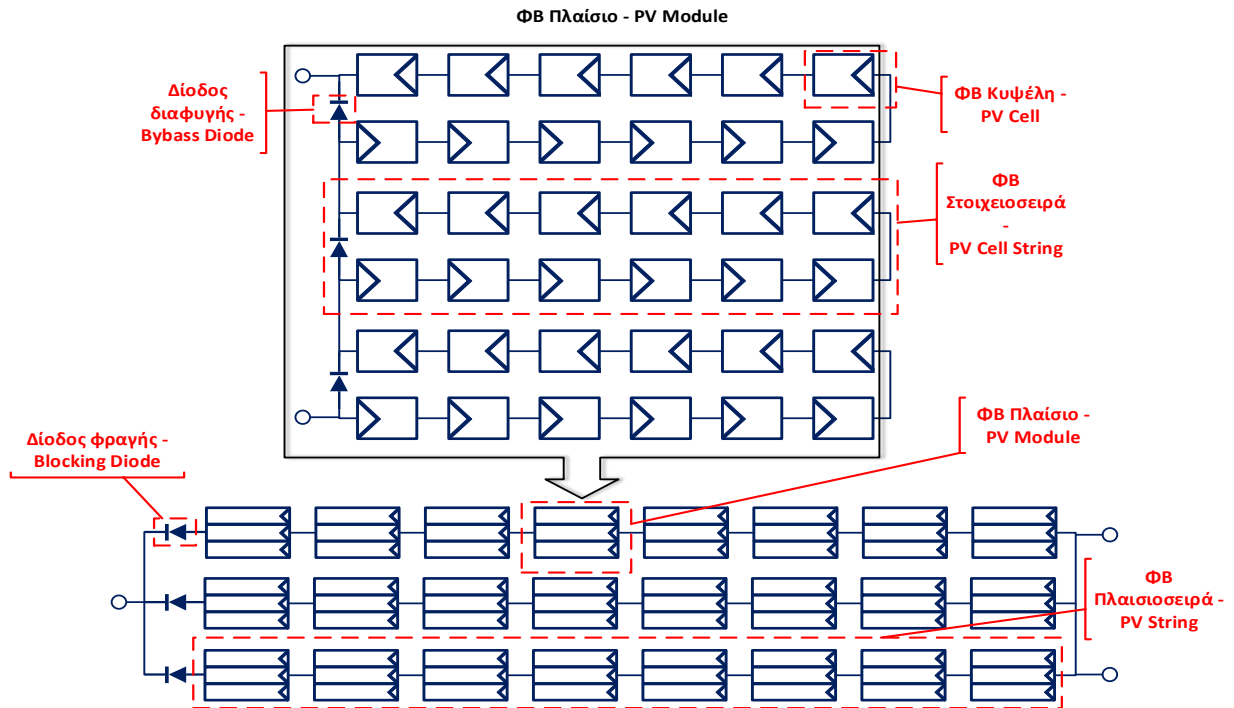 ΦΒ Πλαίσιο - PV Module
Δίοδος
διαφυγής -
Bybass Diode
ΦΒ Κυψέλη -
PV Cell
ΦΒ
Στοιχειοσειρά
-
PV Cell String
ΦΒ Πλαίσιο -
PV Module
Δίοδος φραγής -
Blocking Diode
ΦΒ
Πλαισιοσειρά -
PV String